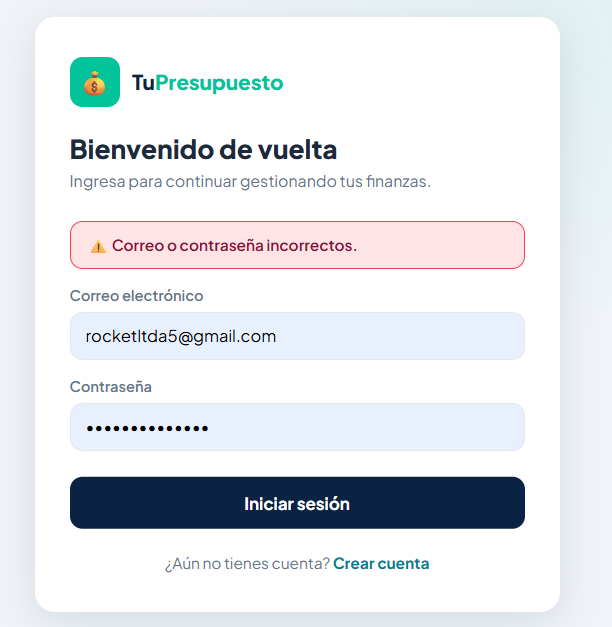 TuPresupuesto
Bienvenido de vuelta
Ingresa para continuar gestionando tus finanzas.
⚠️ Correo o contraseña incorrectos.
Correo electrónico
rocketltda5@gmail.com
Contraseña
••••••••••••••
Iniciar sesión
¿Aún no tienes cuenta? Crear cuenta